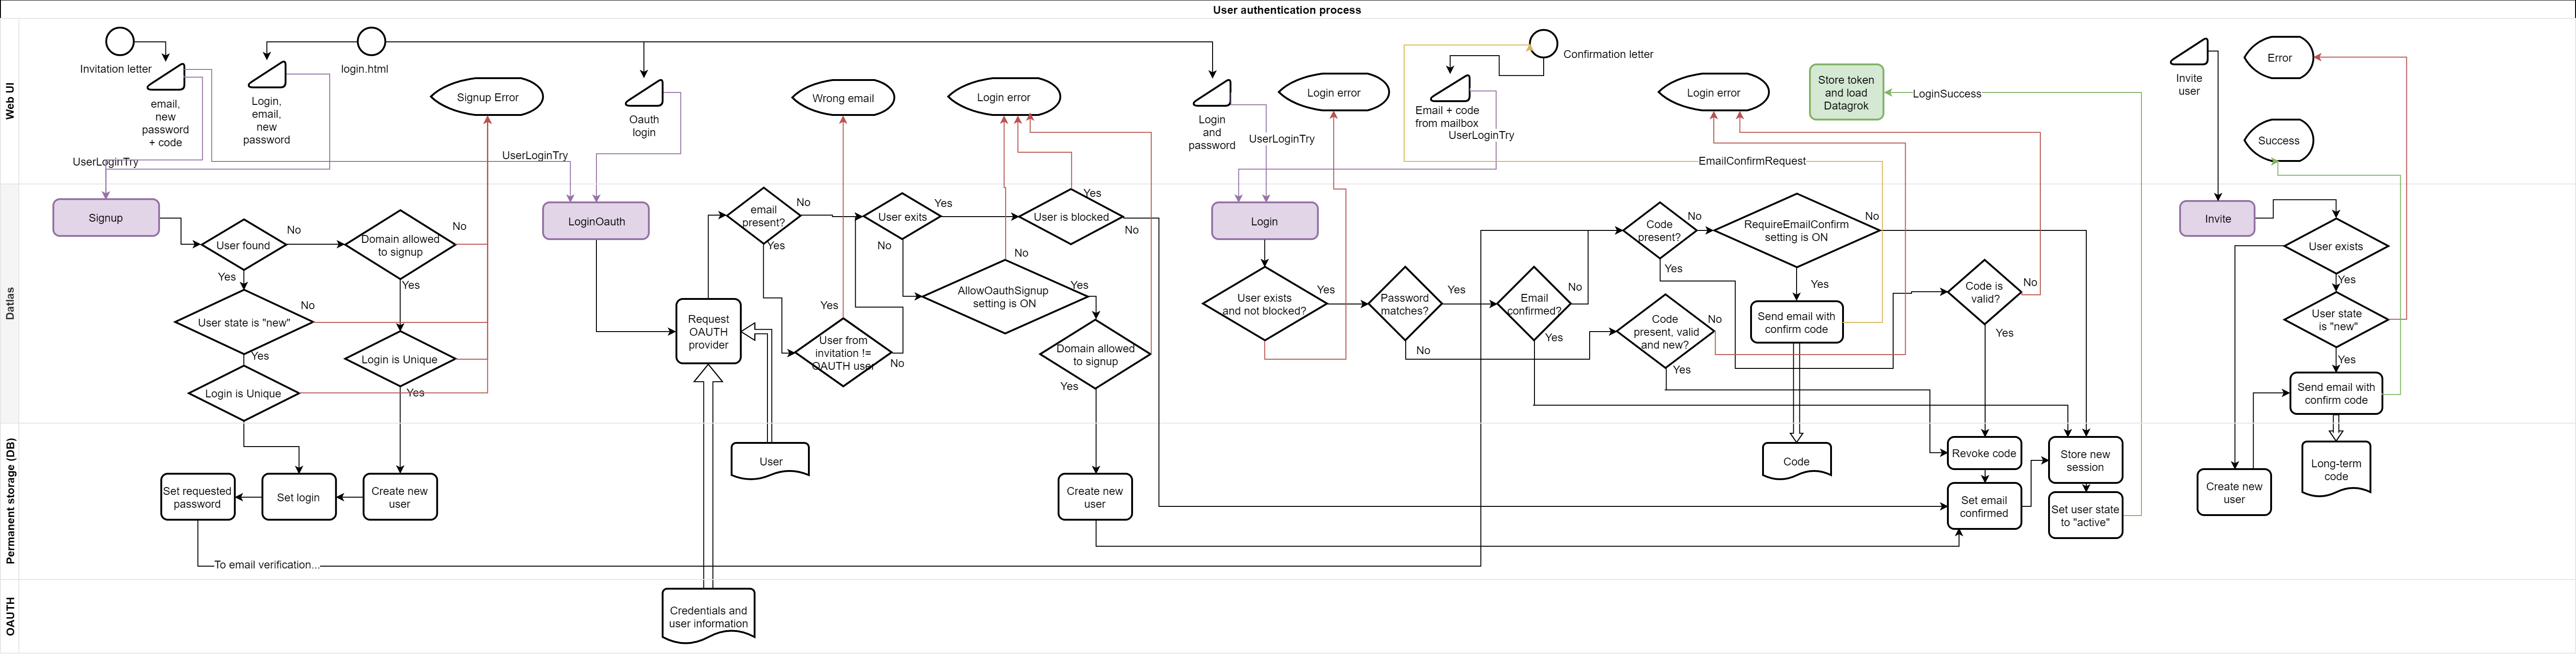 User authentication process
Web UI
Invitation letter
email,
new
password
+ code
Login,
email,
new
password
login.html
Signup Error
Oauth
login
Wrong email
Login error
Login
and
password
Login error
Confirmation letter
Email + code
from mailbox
Login error
Store token
and load
Datagrok
LoginSuccess
Invite
user
Error
Success
UserLoginTry
UserLoginTry
UserLoginTry
UserLoginTry
EmailConfirmRequest
Datlas
Signup
User found
No
Yes
Domain allowed
to signup
No
Yes
User state is "new"
No
Yes
Login is Unique
Login is Unique
Yes
LoginOauth
Request
OAUTH
provider
email
present?
No
Yes
User from
invitation !=
OAUTH user
Yes
No
User exits
Yes
No
AllowOauthSignup
setting is ON
No
Yes
User is blocked
Yes
No
Domain allowed
to signup
Yes
Login
User exists
and not blocked?
Yes
Password
matches?
Yes
No
Email
confirmed?
No
Yes
Code
present?
No
Yes
Code
present, valid
and new?
No
Yes
RequireEmailConfirm
setting is ON
No
Yes
Send email with
confirm code
Code is
valid?
No
Yes
Invite
User exists
Yes
User state
is "new"
Yes
Send email with
confirm code
Permanent storage (DB)
Set requested
password
Set login
Create new
user
User
Create new
user
Code
Revoke code
Set email
confirmed
Store new
session
Set user state
to "active"
Create new
user
Long-term
code
To email verification...
OAUTH
Credentials and
user information